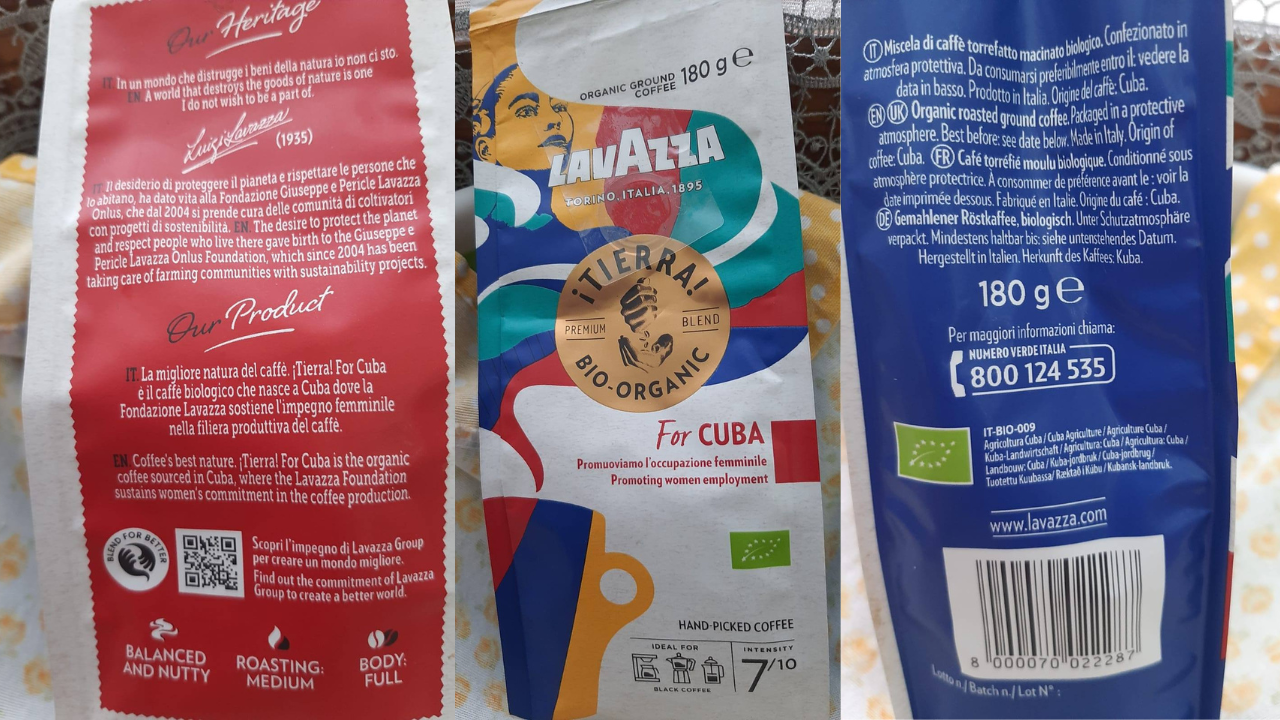 Our Heritage
IT. In un mondo che distrugge i beni della natura io non ci sto.
EN. A world that destroys the goods of nature is one
I do not wish to be a part of.
Luigi Lavazza (1935)
IT. Il desiderio di proteggere il pianeta e rispettare le persone che
lo abitano, ha dato vita alla Fondazione Giuseppe e Pericle Lavazza
Onlus, che dal 2004 si prende cura delle comunità di coltivatori
con progetti di sostenibilità. EN. The desire to protect the planet
and respect people who live there gave birth to the Giuseppe e
Pericle Lavazza Onlus Foundation, which since 2004 has been
taking care of farming communities with sustainability projects.
Our Product
IT. La migliore natura del caffè. ¡Tierra! For Cuba
è il caffè biologico che nasce a Cuba dove la
Fondazione Lavazza sostiene l'impegno femminile
nella filiera produttiva del caffè.
EN. Coffee's best nature. ¡Tierra! For Cuba is the organic
coffee sourced in Cuba, where the Lavazza Foundation
sustains women's commitment in the coffee production.
BLEND FOR BETTER
Scopri l'impegno di Lavazza Group
per creare un mondo migliore.
Find out the commitment of Lavazza
Group to create a better world.
BALANCED
AND NUTTY
ROASTING:
MEDIUM
BODY:
FULL
ORGANIC GROUND
COFFEE
180 g e
LAVAZZA
TORINO, ITALIA, 1895
¡TIERRA!
PREMIUM BLEND
BIO-ORGANIC
For CUBA
Promuoviamo l'occupazione femminile
Promoting women employment
HAND-PICKED COFFEE
IDEAL FOR
BLACK COFFEE
INTENSITY
7/10
IT Miscela di caffè torrefatto macinato biologico. Confezionato in
atmosfera protettiva. Da consumarsi preferibilmente entro il: vedere la
data in basso. Prodotto in Italia. Origine del caffè: Cuba.
EN UK Organic roasted ground coffee. Packaged in a protective
atmosphere. Best before: see date below. Made in Italy. Origin of
coffee: Cuba. FR Café torréfié moulu biologique. Conditionné sous
atmosphère protectrice. À consommer de préférence avant le : voir la
date imprimée dessous. Fabriqué en Italie. Origine du café : Cuba.
DE Gemahlener Röstkaffee, biologisch. Unter Schutzatmosphäre
verpackt. Mindestens haltbar bis: siehe untenstehendes Datum.
Hergestellt in Italien. Herkunft des Kaffees: Kuba.
180 g e
Per maggiori informazioni chiama:
NUMERO VERDE ITALIA
800 124 535
IT-BIO-009
Agricoltura Cuba / Cuba Agriculture / Agriculture Cuba /
Kuba-Landwirtschaft / Agricultura: Cuba / Agricultura: Cuba /
Landbouw: Cuba / Kuba-jordbruk / Cuba-jordbrug /
Tuotettu Kuubassa/ Ræktað í Kúbu / Kubansk-landbruk.
www.lavazza.com
8 000070 022287
Lotto n./ Batch n./ Lot N° :